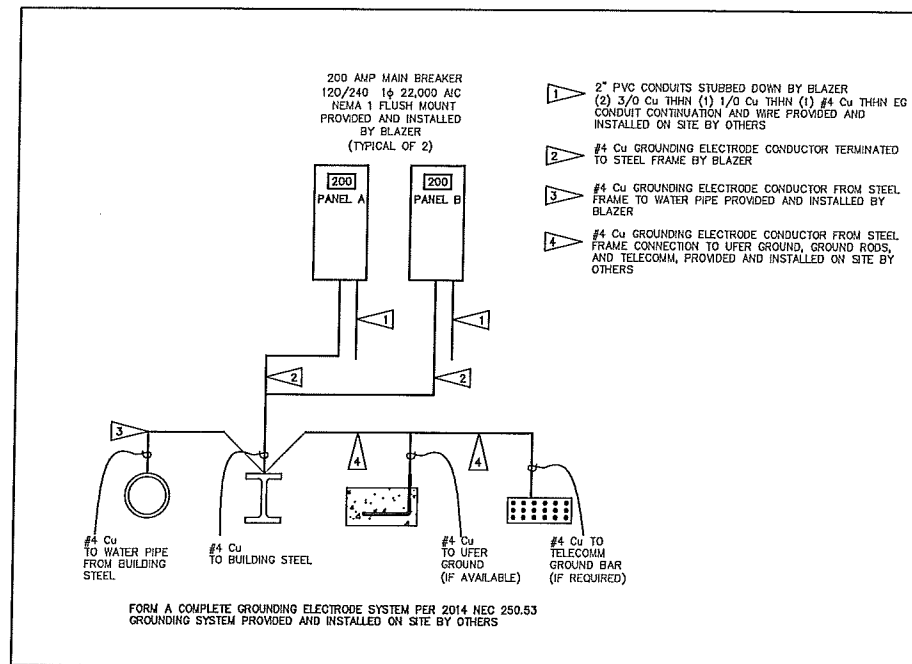 200 AMP MAIN BREAKER
120/240 1ϕ 22,000 AIC
NEMA 1 FLUSH MOUNT
PROVIDED AND INSTALLED
BY BLAZER
(TYPICAL OF 2)
200
PANEL A
200
PANEL B
1
2" PVC CONDUITS STUBBED DOWN BY BLAZER
(2) 3/0 Cu THHN (1) 1/0 Cu THHN (1) #4 Cu THHN EG
CONDUIT CONTINUATION AND WIRE PROVIDED AND
INSTALLED ON SITE BY OTHERS
2
#4 Cu GROUNDING ELECTRODE CONDUCTOR TERMINATED
TO STEEL FRAME BY BLAZER
3
#4 Cu GROUNDING ELECTRODE CONDUCTOR FROM STEEL
FRAME TO WATER PIPE PROVIDED AND INSTALLED BY
BLAZER
4
#4 Cu GROUNDING ELECTRODE CONDUCTOR FROM STEEL
FRAME CONNECTION TO UFER GROUND, GROUND RODS,
AND TELECOMM, PROVIDED AND INSTALLED ON SITE BY
OTHERS
1
1
2
2
3
4
4
#4 Cu
TO WATER PIPE
FROM BUILDING
STEEL
#4 Cu
TO BUILDING STEEL
#4 Cu
TO UFER
GROUND
(IF AVAILABLE)
#4 Cu TO
TELECOMM
GROUND BAR
(IF REQUIRED)
FORM A COMPLETE GROUNDING ELECTRODE SYSTEM PER 2014 NEC 250.53
GROUNDING SYSTEM PROVIDED AND INSTALLED ON SITE BY OTHERS